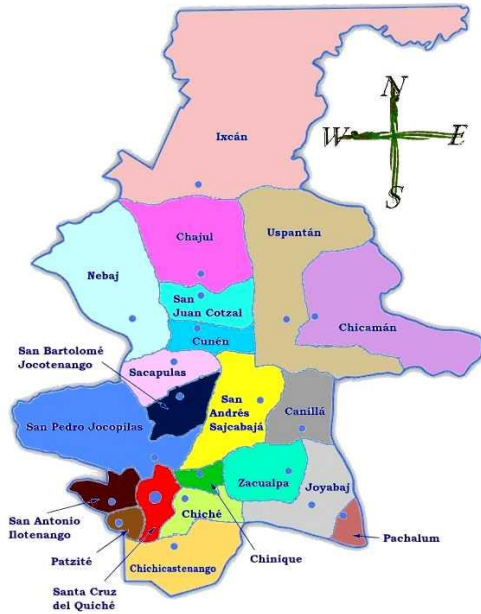 N
Ixcán
W E
S
Chajul
Uspantán
Nebaj
San
Juan Cotzal
Chicamán
Cunén
San Bartolomé
Jocotenango
Sacapulas
San
Andrés
Sajcabajá
Canillá
San Pedro Jocopilas
Zacualpa
Joyabaj
San Antonio
Ilotenango
Chiché
Patzité
Chinique
Pachalum
Santa Cruz
del Quiché
Chichicastenango